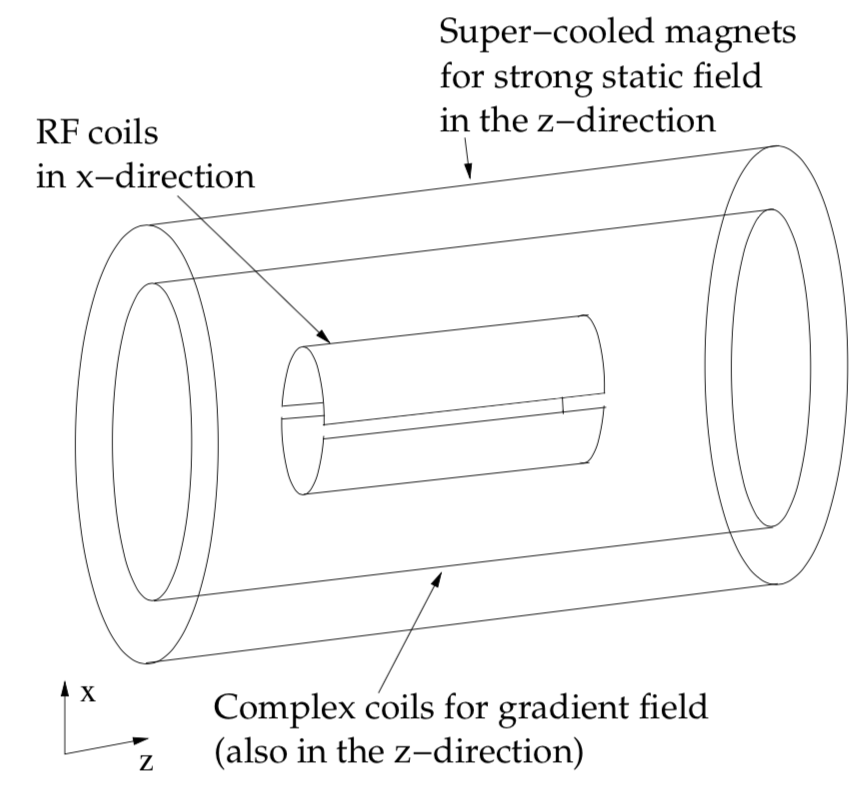 Super−cooled magnets
for strong static field
in the z−direction
RF coils
in x−direction
x
z
Complex coils for gradient field
(also in the z−direction)